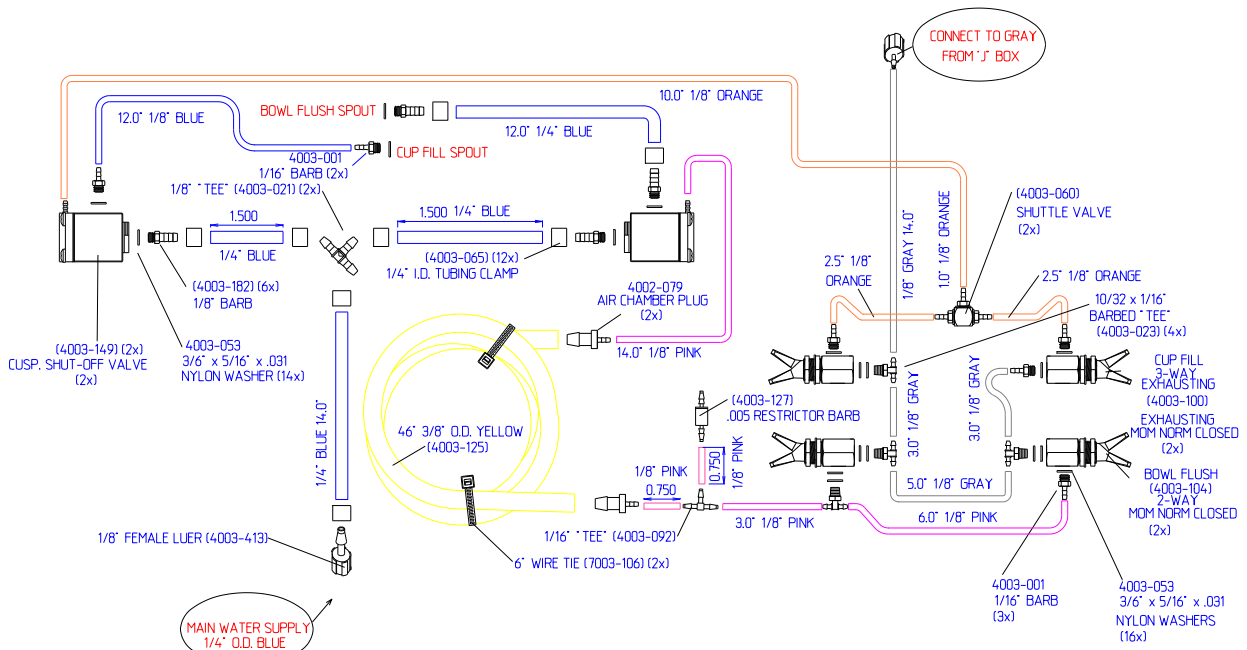 CONNECT TO GRAY
FROM "J" BOX
10.0" 1/8" ORANGE
BOWL FLUSH SPOUT
12.0" 1/8" BLUE
12.0" 1/4" BLUE
CUP FILL SPOUT
4003-001
1/16" BARB (2x)
1/8" "TEE" (4003-021) (2x)
1/8" GRAY 14.0"
1.0" 1/8" ORANGE
(4003-060)
SHUTTLE VALVE
(2x)
1.500
1/4" BLUE
1.500 1/4" BLUE
(4003-065) (12x)
1/4" I.D. TUBING CLAMP
2.5" 1/8"
ORANGE
2.5" 1/8" ORANGE
(4003-182) (6x)
1/8" BARB
4002-079
AIR CHAMBER PLUG
(2x)
10/32 x 1/16"
BARBED "TEE"
(4003-023) (4x)
(4003-149) (2x)
CUSP. SHUT-OFF VALVE
(2x)
4003-053
3/6" x 5/16" x .031
NYLON WASHER (14x)
14.0" 1/8" PINK
CUP FILL
3-WAY
EXHAUSTING
(4003-100)
EXHAUSTING
MOM NORM CLOSED
(2x)
1/4" BLUE 14.0"
46" 3/8" O.D. YELLOW
(4003-125)
(4003-127)
.005 RESTRICTOR BARB
3.0" 1/8" GRAY
3.0" 1/8" GRAY
1/8" PINK
0.750
0.750
1/8" PINK
5.0" 1/8" GRAY
BOWL FLUSH
(4003-104)
2-WAY
MOM NORM CLOSED
(2x)
3.0" 1/8" PINK
6.0" 1/8" PINK
1/16" "TEE" (4003-092)
1/8" FEMALE LUER (4003-413)
6" WIRE TIE (7003-106) (2x)
4003-001
1/16" BARB
(3x)
4003-053
3/6" x 5/16" x .031
NYLON WASHERS
(16x)
MAIN WATER SUPPLY
1/4" O.D. BLUE